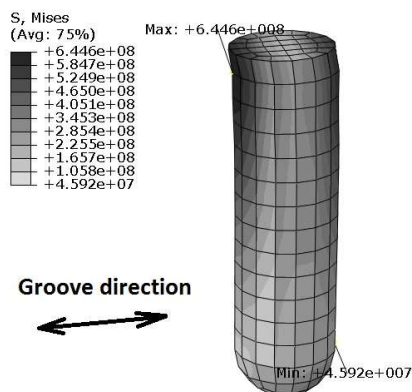 S, Mises
(Avg: 75%)
+6.446e+08
+5.847e+08
+5.249e+08
+4.650e+08
+4.051e+08
+3.453e+08
+2.854e+08
+2.255e+08
+1.657e+08
+1.058e+08
+4.592e+07
Max: +6.446e+008
Groove direction
Min: +4.592e+007